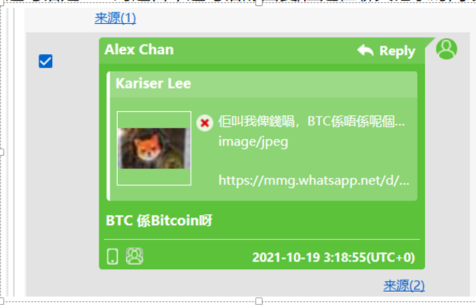 來源(1)
Alex Chan
Reply
Kariser Lee
佢叫我俾錢喎，BTC係唔係呢個...
image/jpeg
https://mmg.whatsapp.net/d/...
BTC 係Bitcoin呀
2021-10-19 3:18:55(UTC+0)
來源(2)